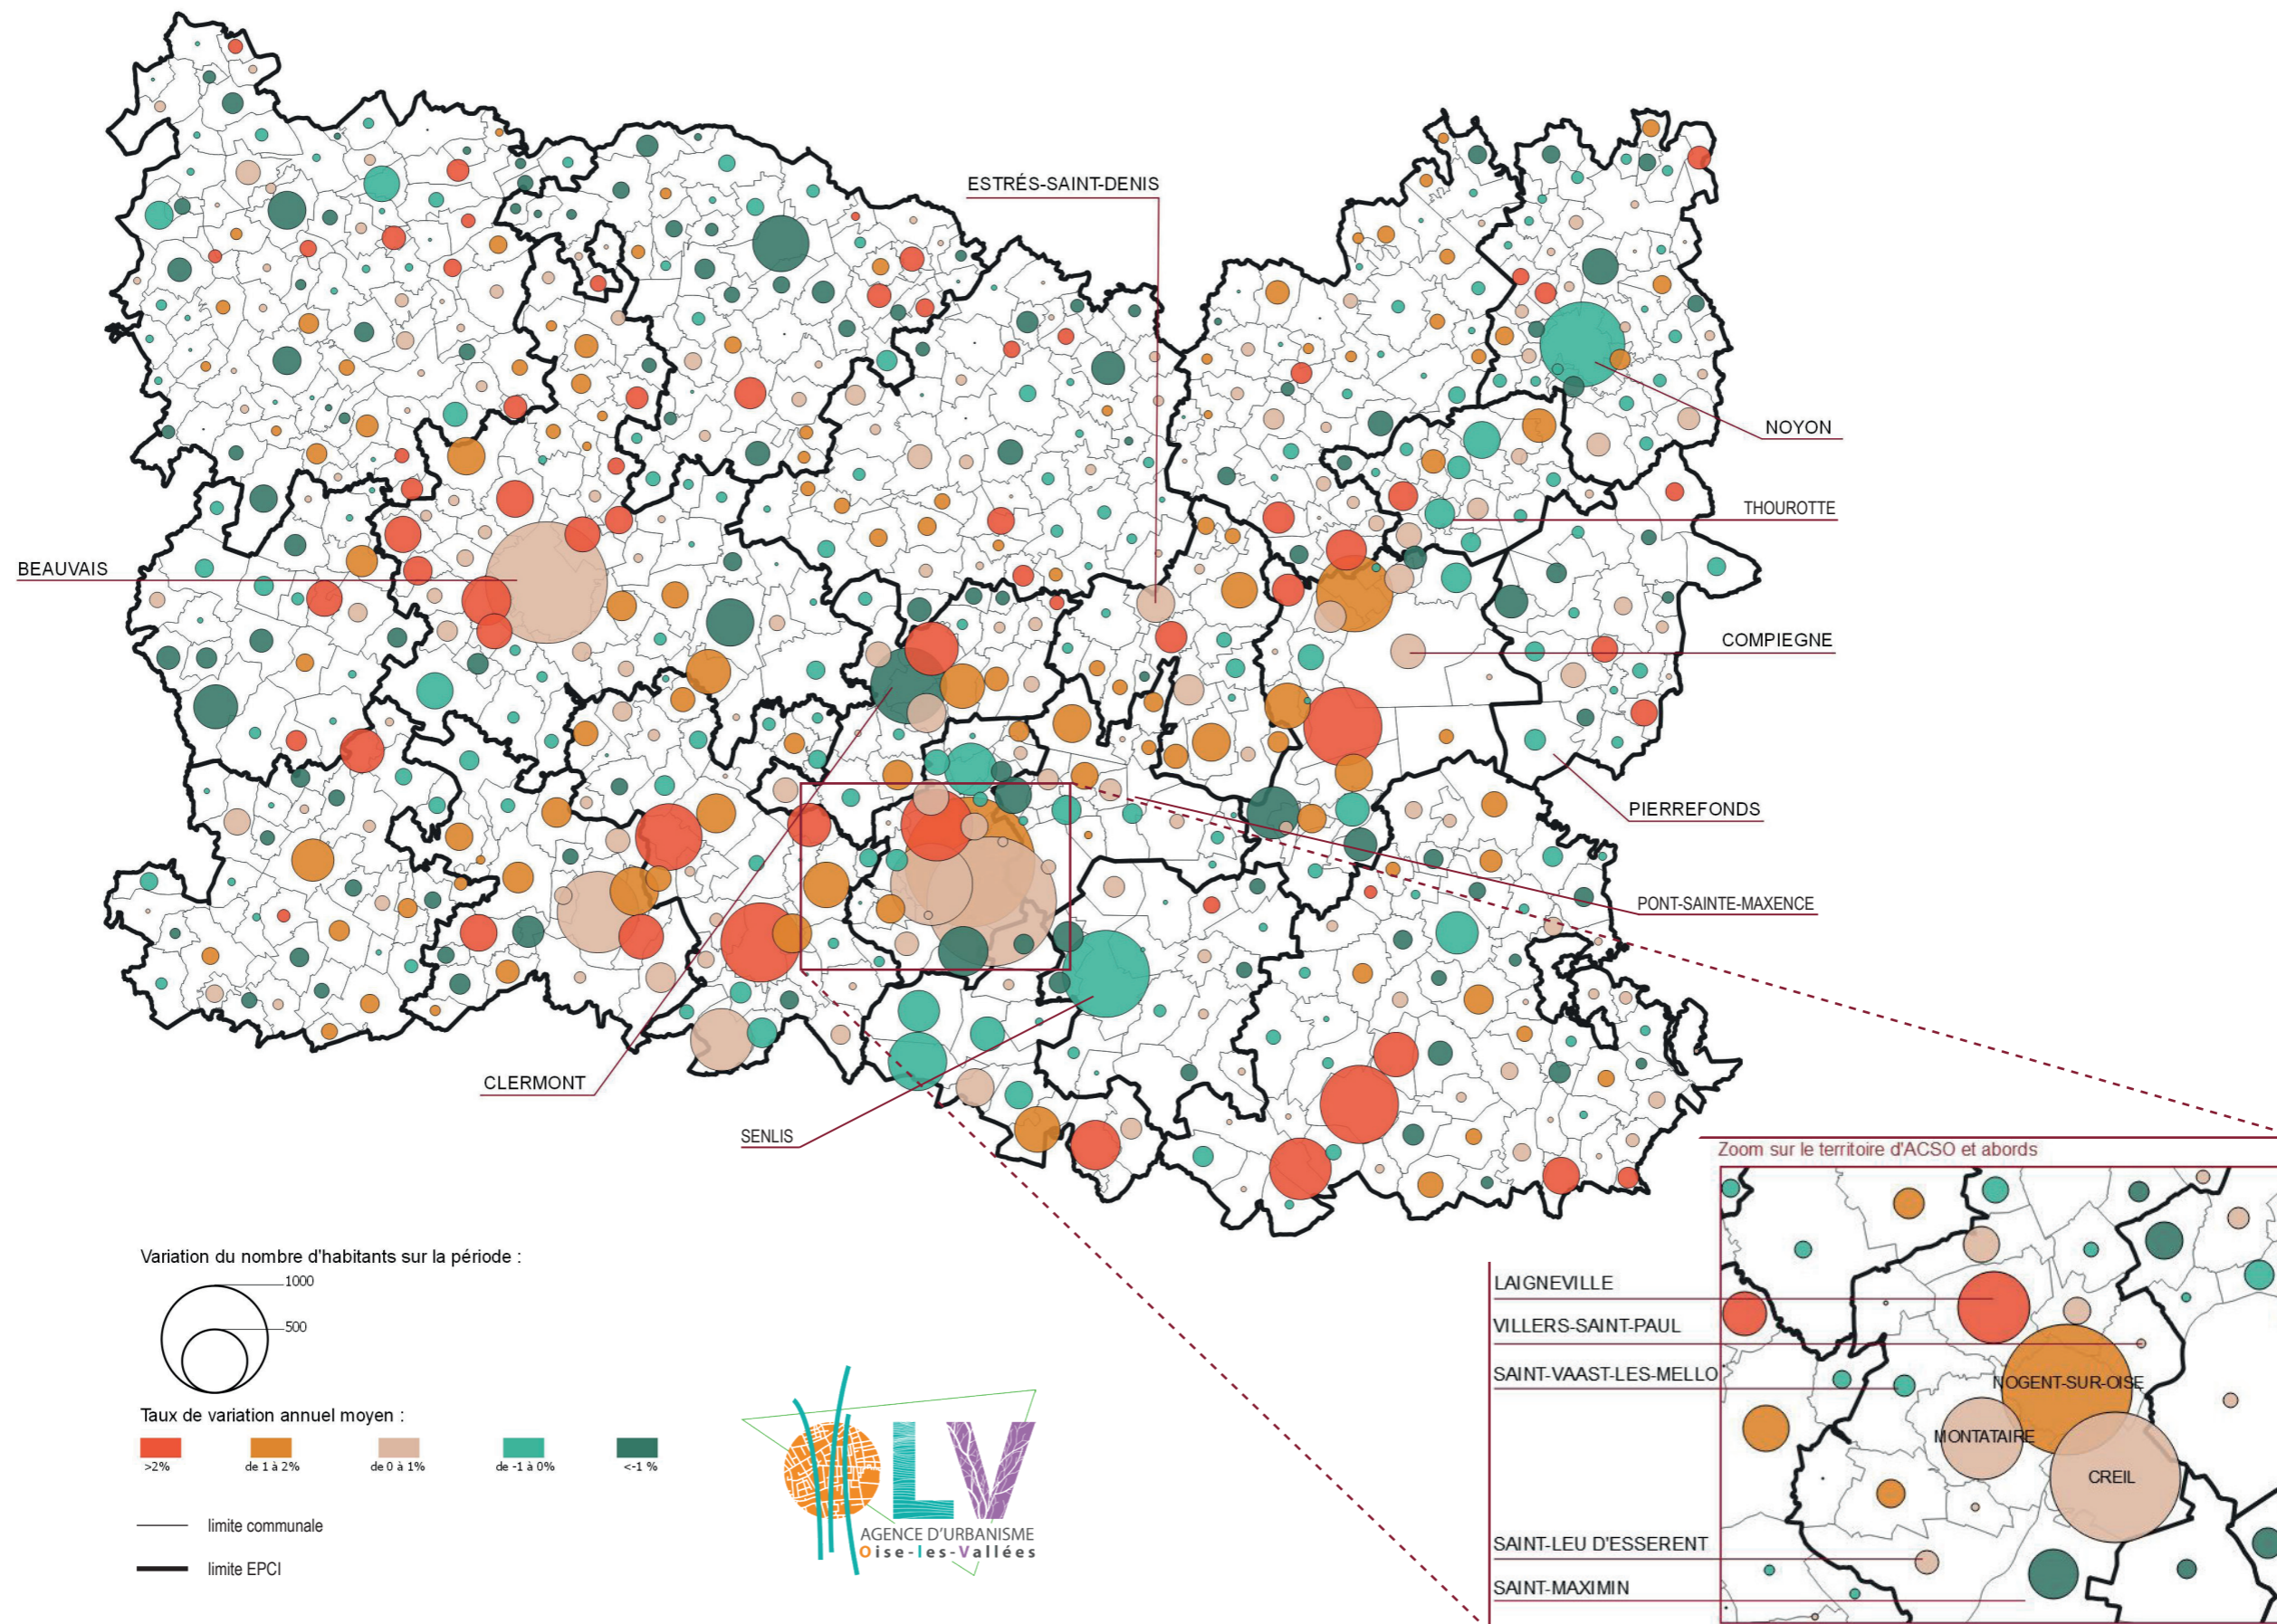 ESTRÉS-SAINT-DENIS
NOYON
THOUROTTE
BEAUVAIS
COMPIEGNE
PIERREFONDS
PONT-SAINTE-MAXENCE
CLERMONT
SENLIS
Zoom sur le territoire d'ACSO et abords
LAIGNEVILLE
VILLERS-SAINT-PAUL
SAINT-VAAST-LES-MELLO
NOGENT-SUR-OISE
MONTATAIRE
CREIL
SAINT-LEU D'ESSERENT
SAINT-MAXIMIN
Variation du nombre d'habitants sur la période :
1000
500
Taux de variation annuel moyen :
>2% de 1 à 2% de 0 à 1% de -1 à 0% <-1 %
limite communale
limite EPCI
OLV
AGENCE D'URBANISME
Oise-les-Vallées